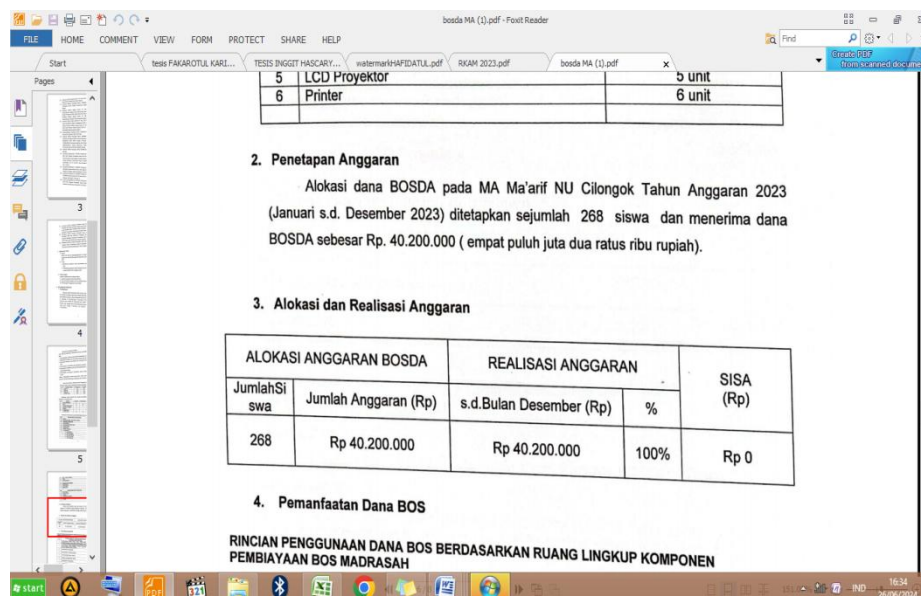 bosda MA (1).pdf - Foxit Reader
FILE HOME COMMENT VIEW FORM PROTECT SHARE HELP
Find
Start tesis FAKAROTUL KARI... TESIS INGGIT HASCARY... watermarkHAFIDATUL.pdf RKAM 2023.pdf bosda MA (1).pdf x
Create PDF
from scanned docume
Pages
5 LCD Proyektor 5 unit
6 Printer 6 unit
2. Penetapan Anggaran
Alokasi dana BOSDA pada MA Ma'arif NU Cilongok Tahun Anggaran 2023
(Januari s.d. Desember 2023) ditetapkan sejumlah 268 siswa dan menerima dana
BOSDA sebesar Rp. 40.200.000 ( empat puluh juta dua ratus ribu rupiah).
3. Alokasi dan Realisasi Anggaran
ALOKASI ANGGARAN BOSDA REALISASI ANGGARAN SISA
(Rp)
JumlahSi
swa Jumlah Anggaran (Rp) s.d.Bulan Desember (Rp) %
268 Rp 40.200.000 Rp 40.200.000 100% Rp 0
4. Pemanfaatan Dana BOS
RINCIAN PENGGUNAAN DANA BOS BERDASARKAN RUANG LINGKUP KOMPONEN
PEMBIAYAAN BOS MADRASAH
3
4
5
start
PDF
321
IND
16:34
26/06/2024